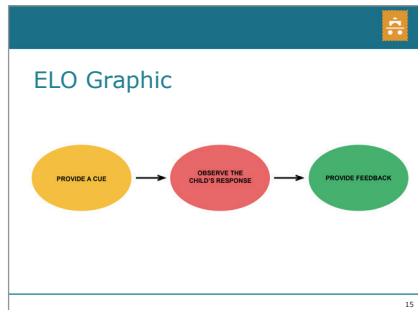 ELO Graphic
PROVIDE A CUE
OBSERVE THE
CHILD'S RESPONSE
PROVIDE FEEDBACK
15